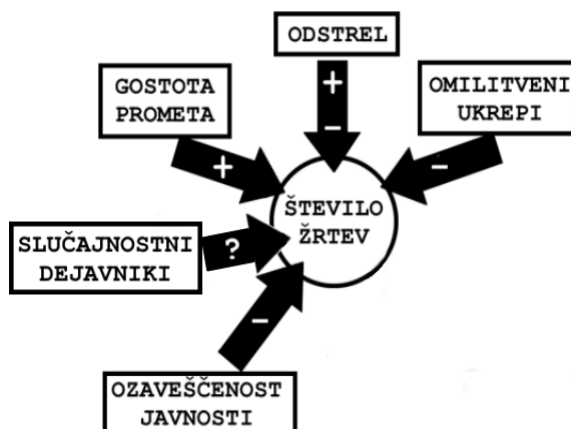 ODSTREL
+
-
GOSTOTA
PROMETA
+
OMILITVENI
UKREPI
-
ŠTEVILO
ŽRTEV
SLUČAJNOSTNI
DEJAVNIKI
?
-
OZAVEŠČENOST
JAVNOSTI